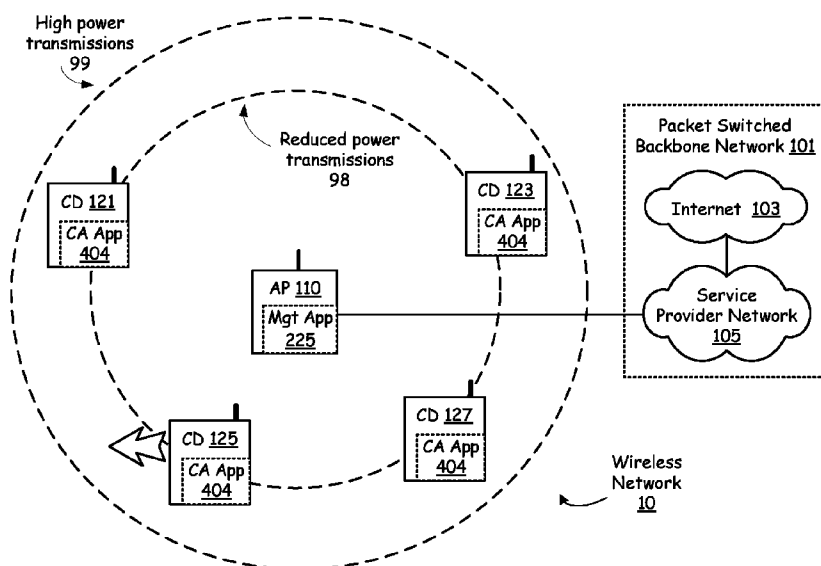 High power
transmissions
99
Reduced power
transmissions
98
CD 121
CA App
404
CD 123
CA App
404
AP 110
Mgt App
225
CD 125
CA App
404
CD 127
CA App
404
Packet Switched
Backbone Network 101
Internet 103
Service
Provider Network
105
Wireless
Network
10